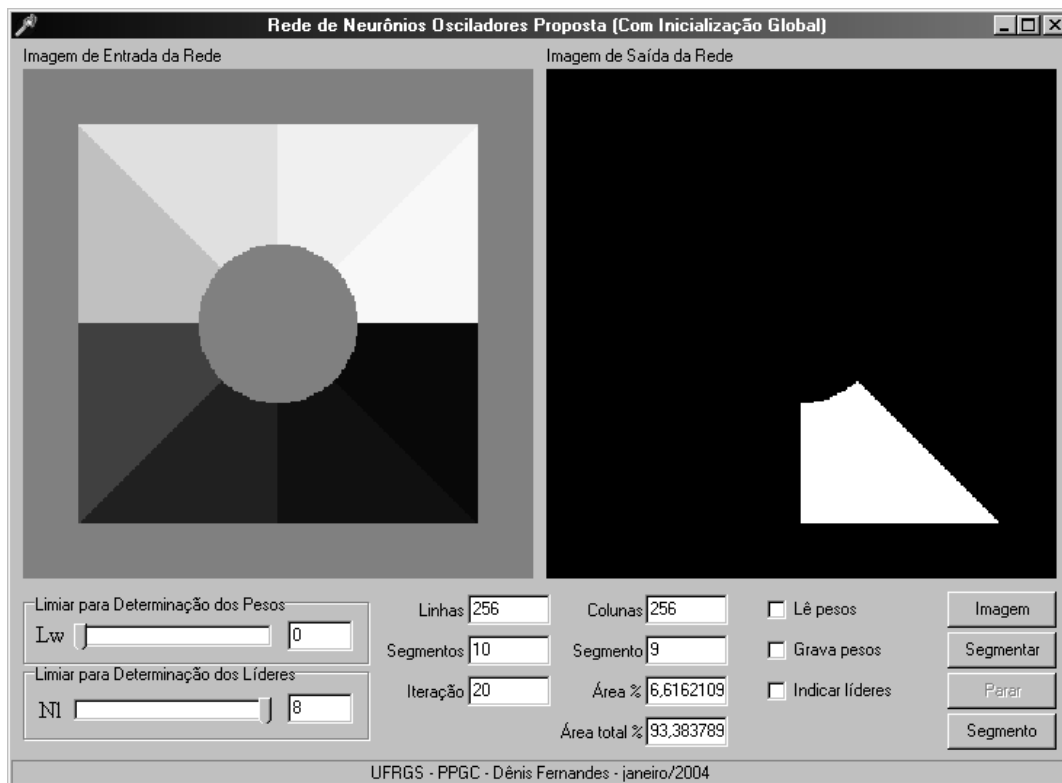 Rede de Neurônios Osciladores Proposta (Com Inicialização Global)
Imagem de Entrada da Rede
Imagem de Saída da Rede
Limiar para Determinação dos Pesos
Lw 0
Limiar para Determinação dos Líderes
Nl 8
Linhas 256
Colunas 256
Segmentos 10
Segmento 9
Iteração 20
Área % 6,6162109
Área total % 93,383789
Lê pesos
Grava pesos
Indicar líderes
Imagem
Segmentar
Parar
Segmento
UFRGS - PPGC - Dênis Fernandes - janeiro/2004